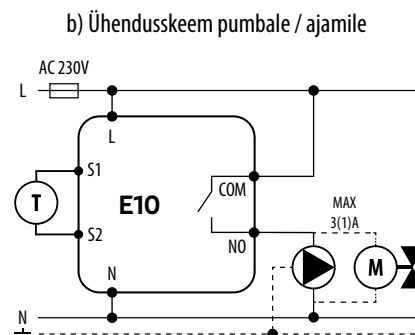 b) Ühendusskeem pumbale / ajamile
AC 230V
L
L
S1
T
E10
COM
S2
MAX
3(1)A
NO
M
N
N